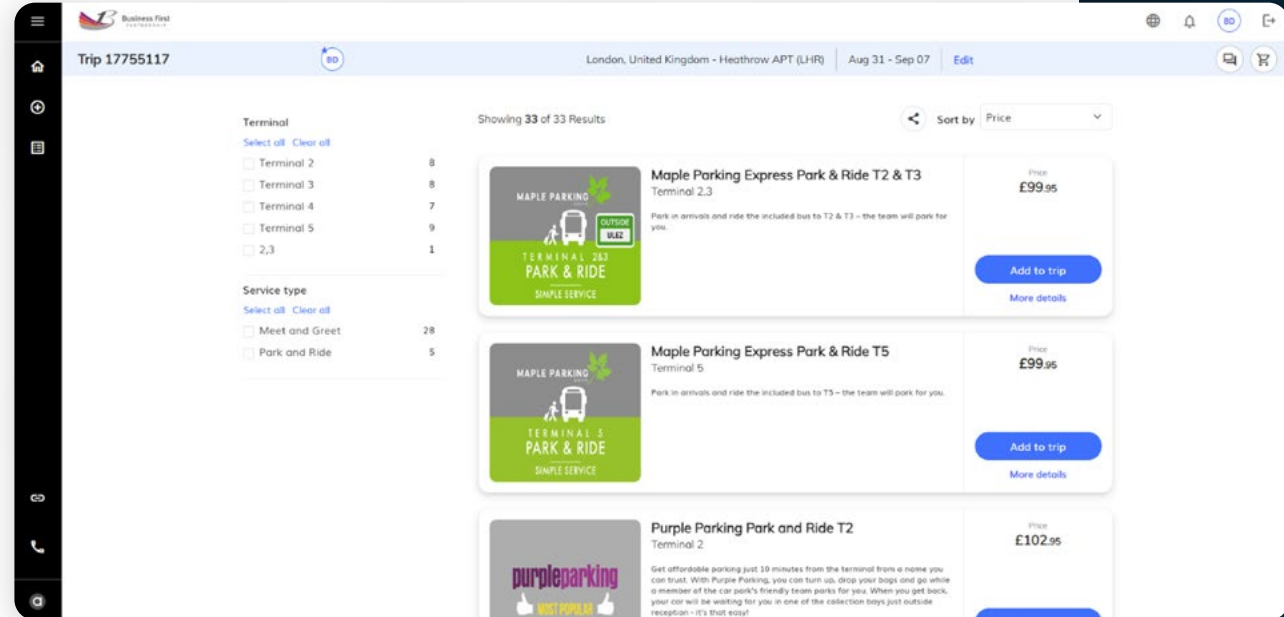 Business First
PARTNERSHIP
BD
Trip 17755117
BD
London, United Kingdom - Heathrow APT (LHR)
Aug 31 - Sep 07
Edit
Terminal
Select all Clear all
Terminal 2 8
Terminal 3 8
Terminal 4 7
Terminal 5 9
2,3 1
Service type
Select all Clear all
Meet and Greet 28
Park and Ride 5
Showing 33 of 33 Results
Sort by Price
MAPLE PARKING
OUTSIDE
ULEZ
TERMINAL 2&3
PARK & RIDE
SIMPLE SERVICE
Maple Parking Express Park & Ride T2 & T3
Terminal 2,3
Park in arrivals and ride the included bus to T2 & T3 – the team will park for
you.
Price
£99.95
Add to trip
More details
MAPLE PARKING
TERMINAL 5
PARK & RIDE
SIMPLE SERVICE
Maple Parking Express Park & Ride T5
Terminal 5
Park in arrivals and ride the included bus to T5 – the team will park for you.
Price
£99.95
Add to trip
More details
purpleparking
MOST POPULAR
Purple Parking Park and Ride T2
Terminal 2
Get affordable parking just 10 minutes from the terminal from a name you
can trust. With Purple Parking, you can turn up, drop your bags and go while
a member of the car park's friendly team parks for you. When you get back,
your car will be waiting for you in one of the collection bays just outside
reception - it's that easy!
Price
£102.95